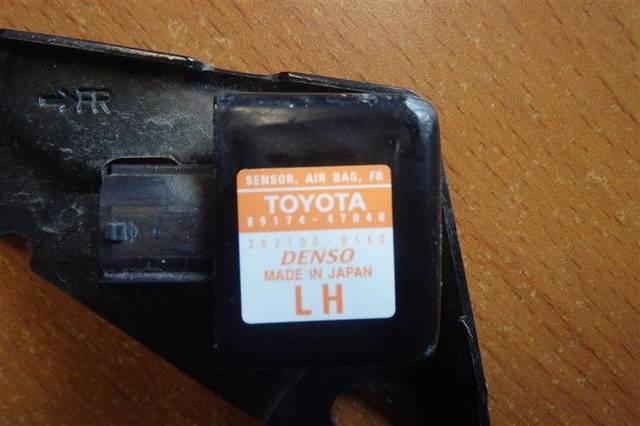 ⇨FR
SENSOR, AIR BAG, FR
TOYOTA
89174-47040
252100-0160
DENSO
MADE IN JAPAN
LH